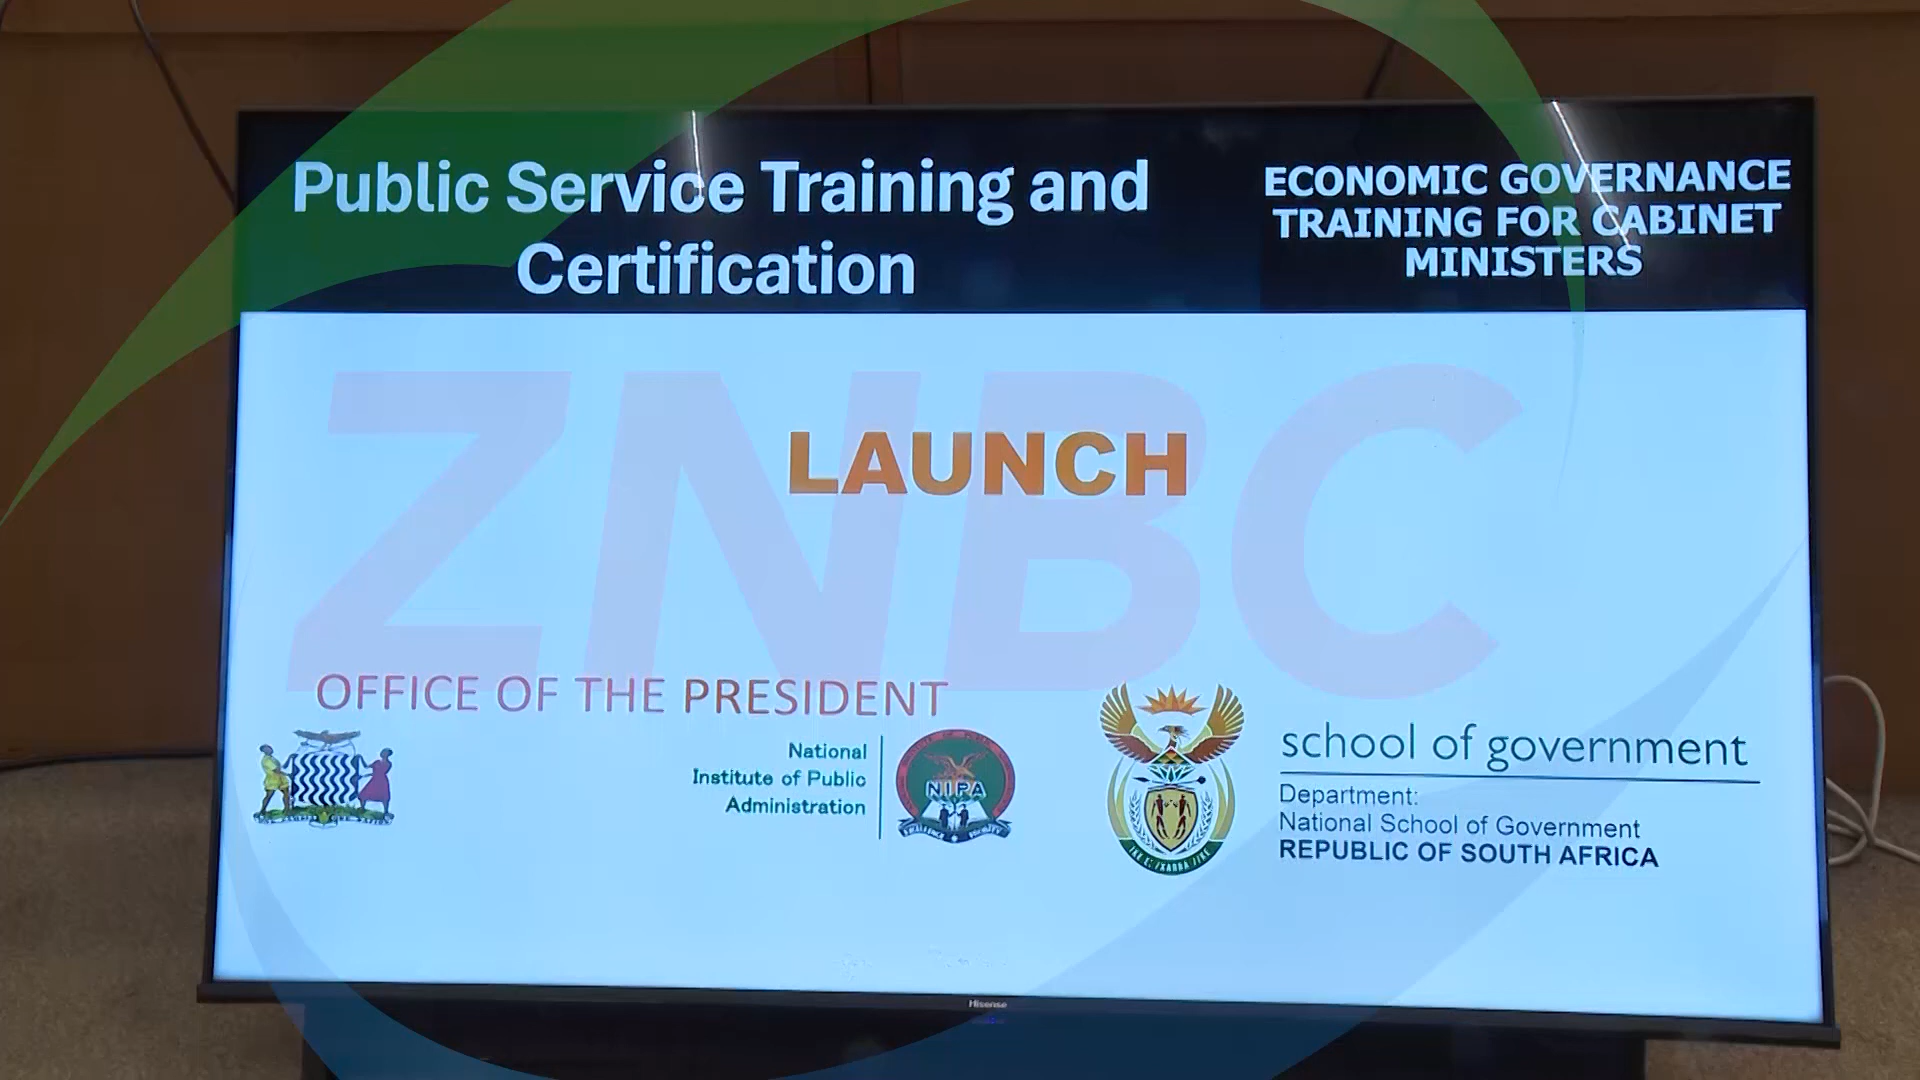 Public Service Training and
Certification
ECONOMIC GOVERNANCE
TRAINING FOR CABINET
MINISTERS
ZNBC
LAUNCH
OFFICE OF THE PRESIDENT
National
Institute of Public
Administration
NIPA
school of government
Department:
National School of Government
REPUBLIC OF SOUTH AFRICA
Hisense